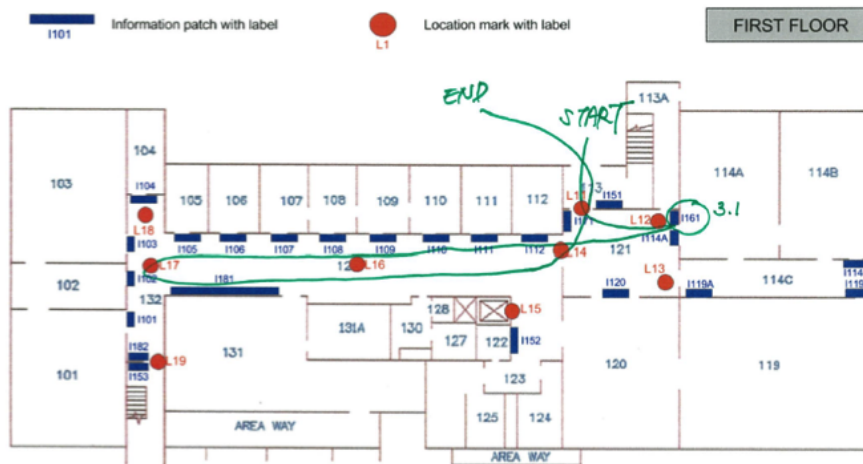 Information patch with label
I101
Location mark with label
L1
FIRST FLOOR
END
START
113A
104
103
114A
114B
105
106
107
108
109
110
111
112
113
I104
L18
L11
I151
L12
I161
3.1
I103
I105
I106
I107
I108
I109
I110
I111
I112
I114A
121
L14
L17
L16
L13
102
I102
I181
132
I120
I119A
114C
I114
I119
I101
128
L15
131A
130
127
122
I152
I182
I153
L19
131
101
123
120
119
125
124
AREA WAY
AREA WAY